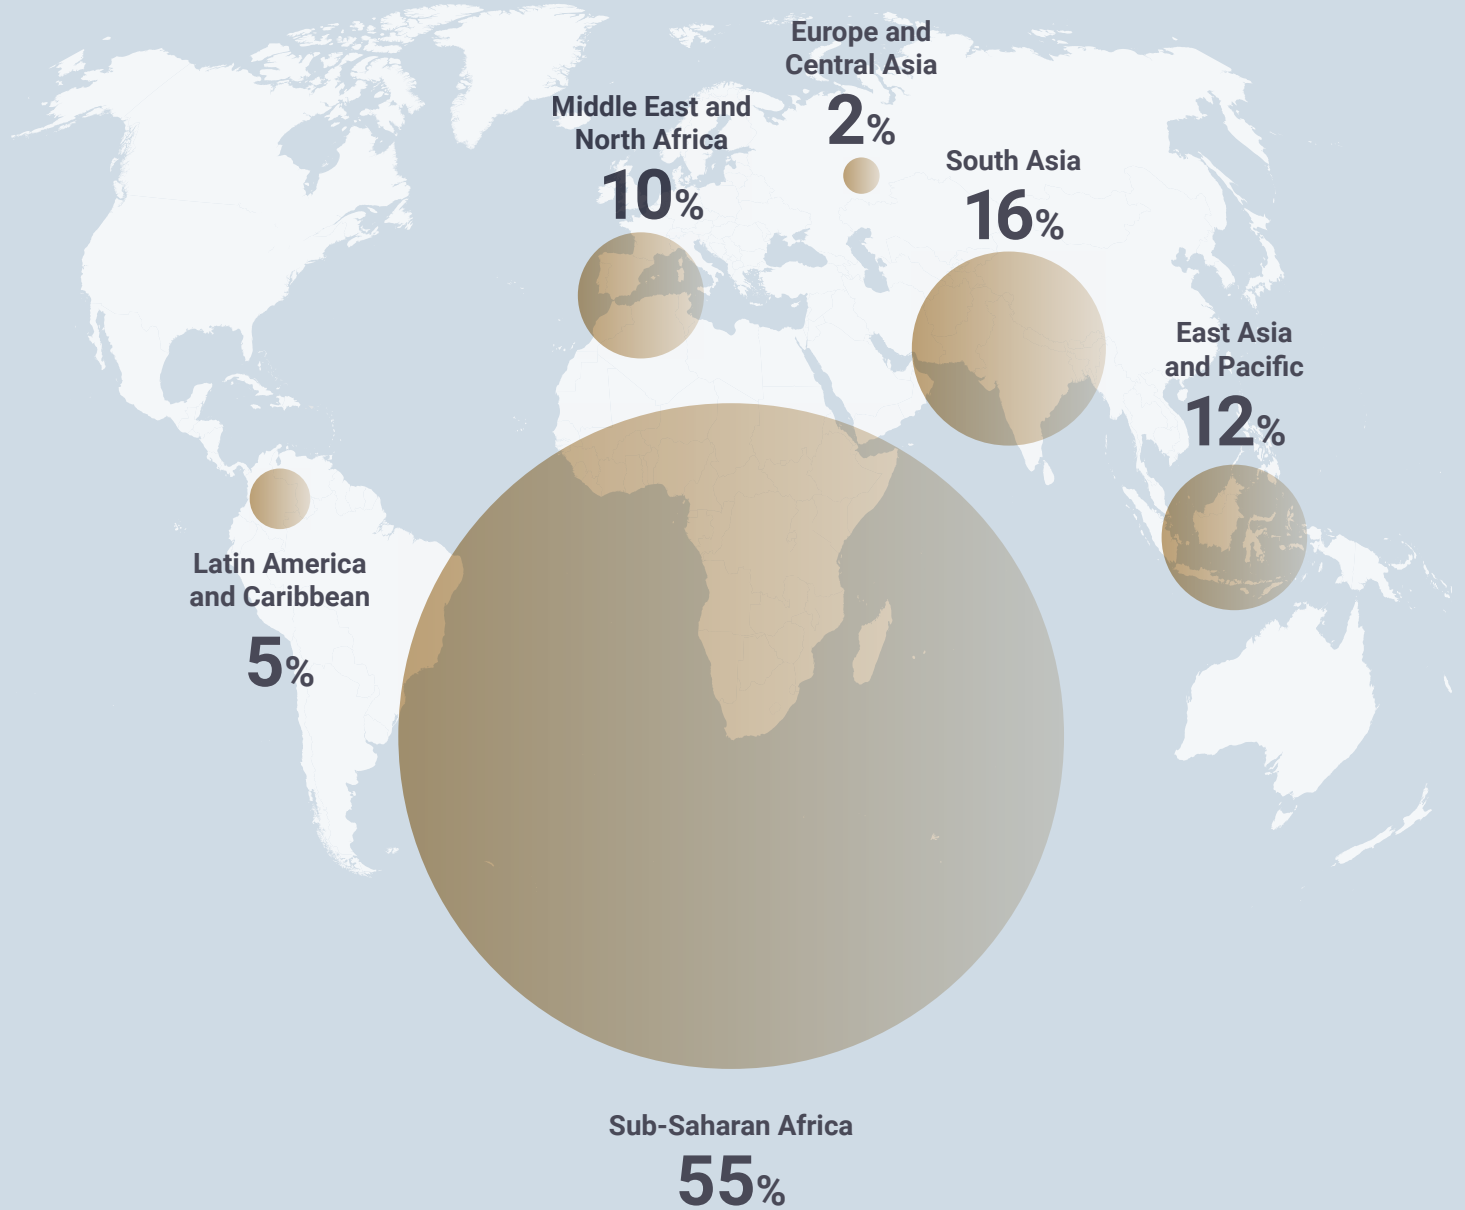 Europe and
Central Asia
2%
Middle East and
North Africa
10%
South Asia
16%
East Asia
and Pacific
12%
Latin America
and Caribbean
5%
Sub-Saharan Africa
55%